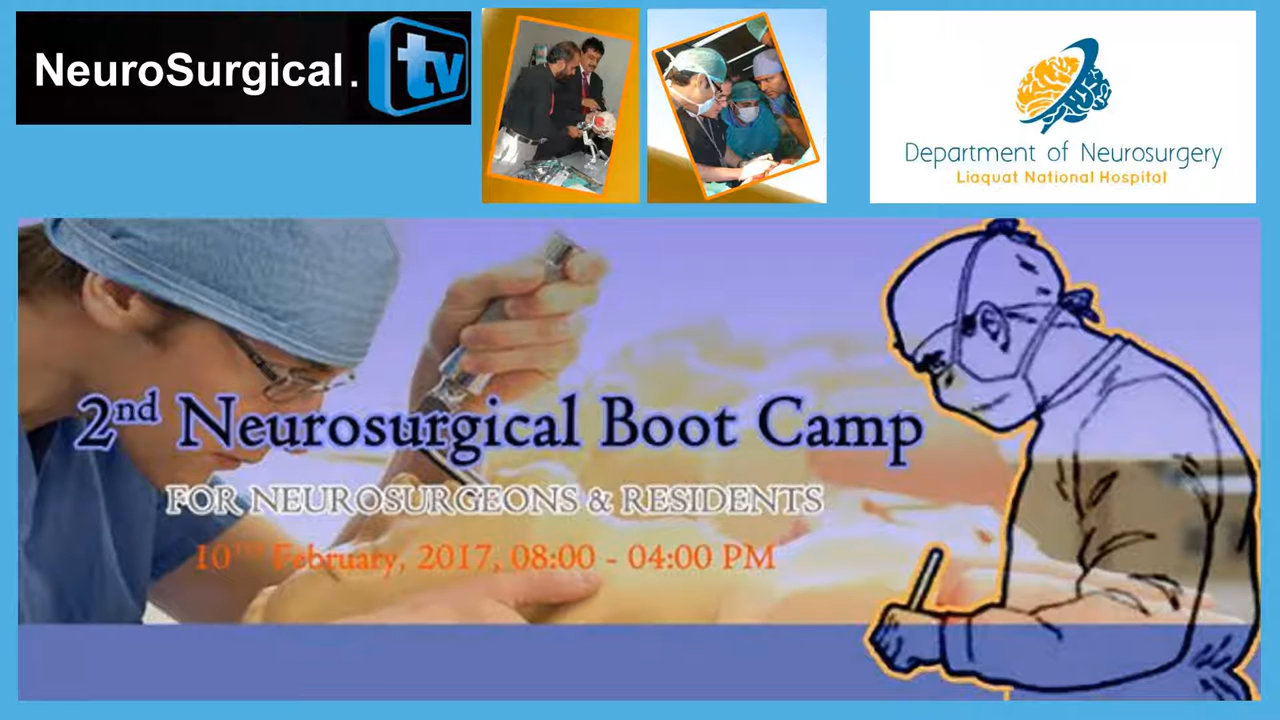 NeuroSurgical.tv
Department of Neurosurgery
Liaquat National Hospital
2nd Neurosurgical Boot Camp
FOR NEUROSURGEONS & RESIDENTS
10TH February, 2017, 08:00 - 04:00 PM